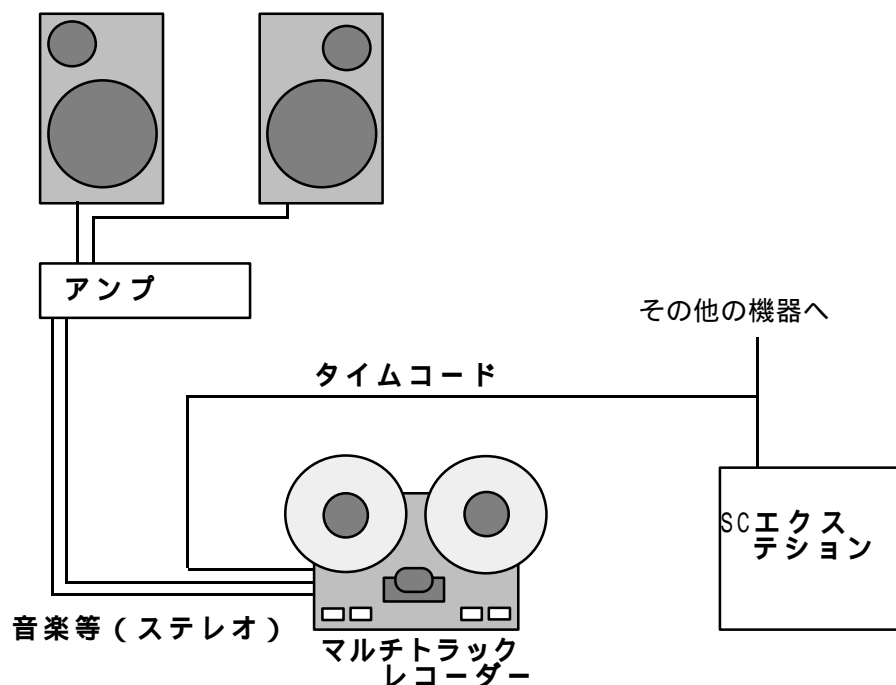 アンプ
その他の機器へ
タイムコード
SCエクス
テション
音楽等（ステレオ）
マルチトラック
レコーダー